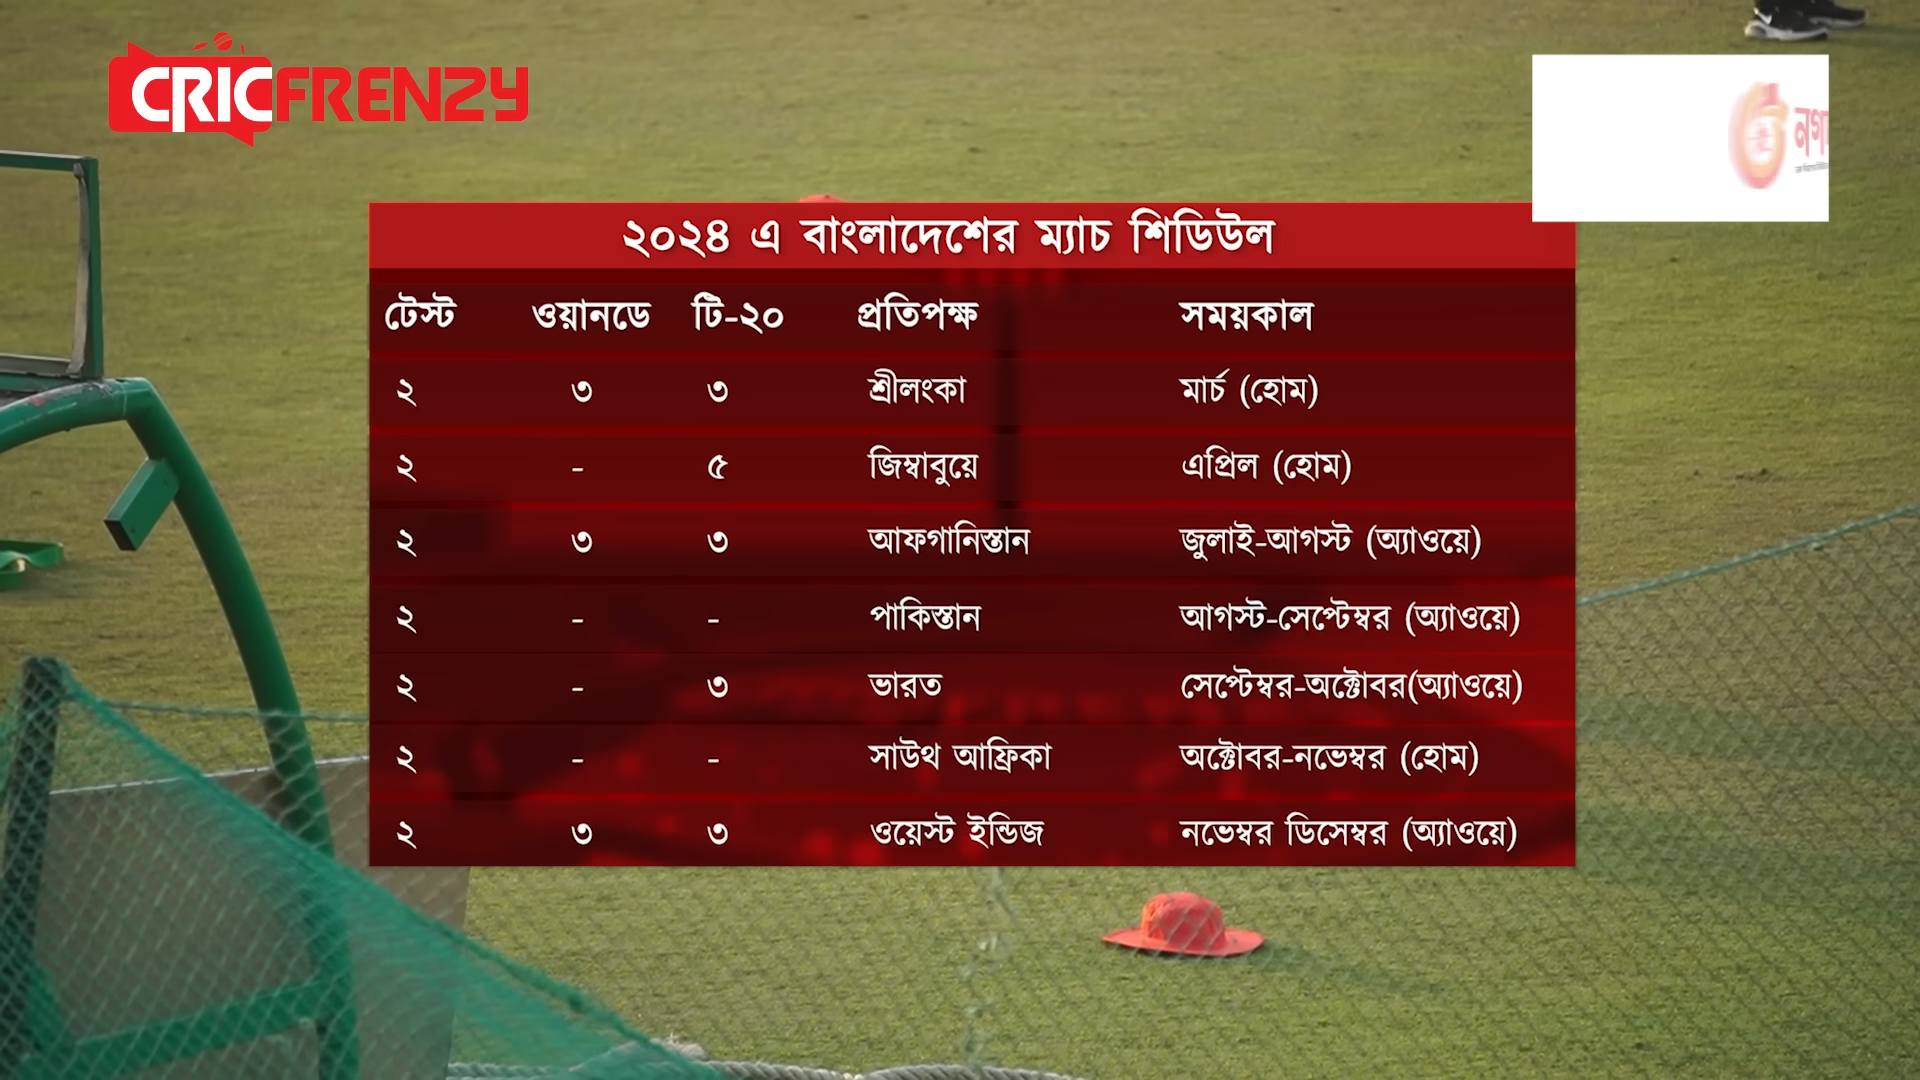 CRICFRENZY
নগ
২০২৪ এ বাংলাদেশের ম্যাচ শিডিউল
টেস্ট ওয়ানডে টি-২০ প্রতিপক্ষ সময়কাল
২ ৩ ৩ শ্রীলংকা মার্চ (হোম)
২ - ৫ জিম্বাবুয়ে এপ্রিল (হোম)
২ ৩ ৩ আফগানিস্তান জুলাই-আগস্ট (অ্যাওয়ে)
২ - - পাকিস্তান আগস্ট-সেপ্টেম্বর (অ্যাওয়ে)
২ - ৩ ভারত সেপ্টেম্বর-অক্টোবর(অ্যাওয়ে)
২ - - সাউথ আফ্রিকা অক্টোবর-নভেম্বর (হোম)
২ ৩ ৩ ওয়েস্ট ইন্ডিজ নভেম্বর ডিসেম্বর (অ্যাওয়ে)